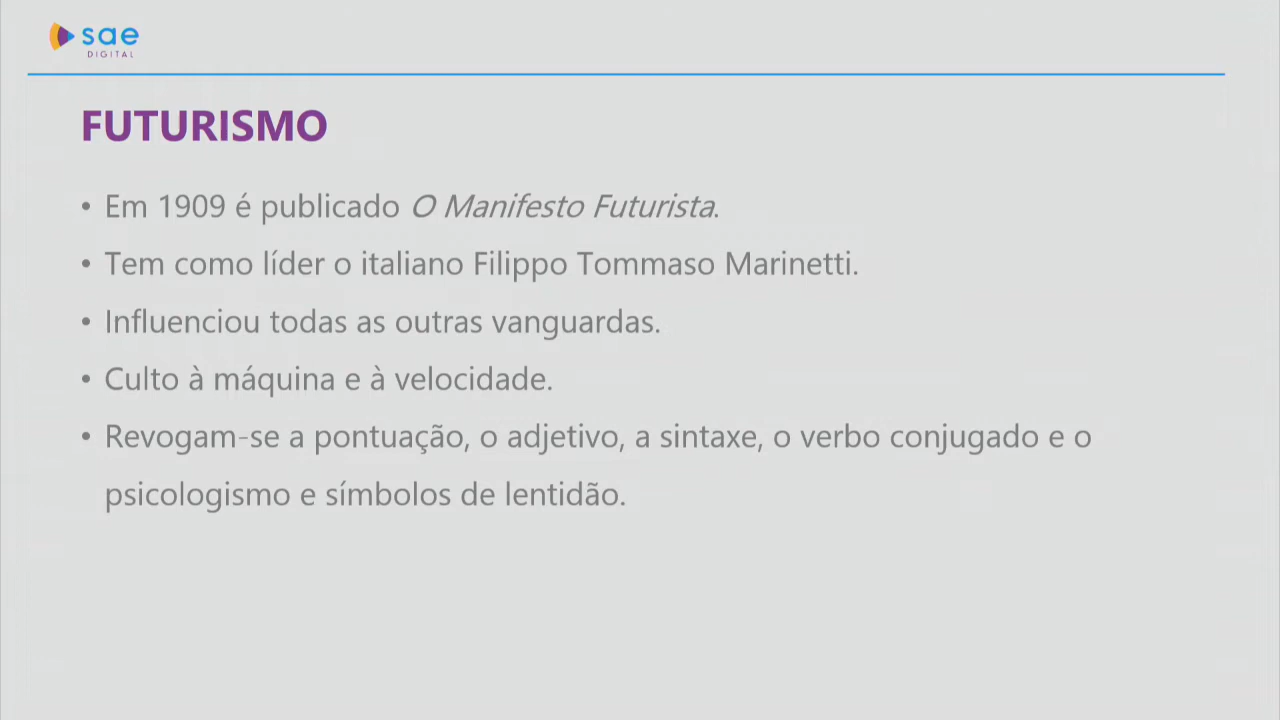 sae
DIGITAL
FUTURISMO
• Em 1909 é publicado O Manifesto Futurista.
• Tem como líder o italiano Filippo Tommaso Marinetti.
• Influenciou todas as outras vanguardas.
• Culto à máquina e à velocidade.
• Revogam-se a pontuação, o adjetivo, a sintaxe, o verbo conjugado e o
psicologismo e símbolos de lentidão.